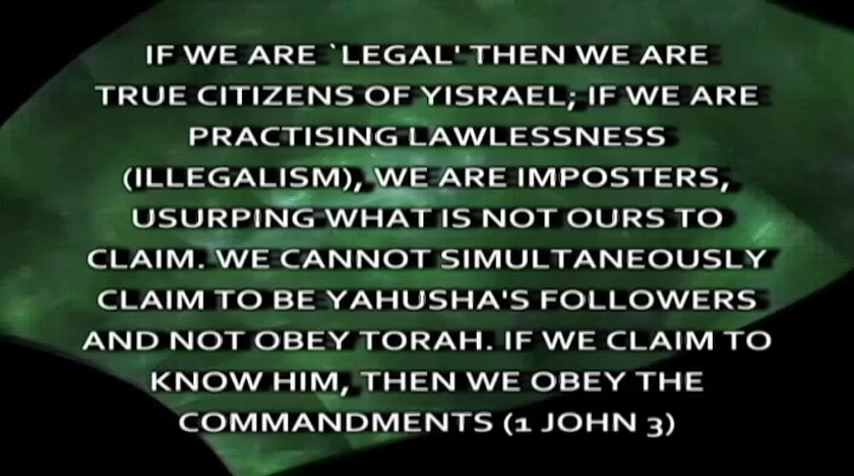 IF WE ARE `LEGAL' THEN WE ARE
TRUE CITIZENS OF YISRAEL; IF WE ARE
PRACTISING LAWLESSNESS
(ILLEGALISM), WE ARE IMPOSTERS,
USURPING WHAT IS NOT OURS TO
CLAIM. WE CANNOT SIMULTANEOUSLY
CLAIM TO BE YAHUSHA'S FOLLOWERS
AND NOT OBEY TORAH. IF WE CLAIM TO
KNOW HIM, THEN WE OBEY THE
COMMANDMENTS (1 JOHN 3)